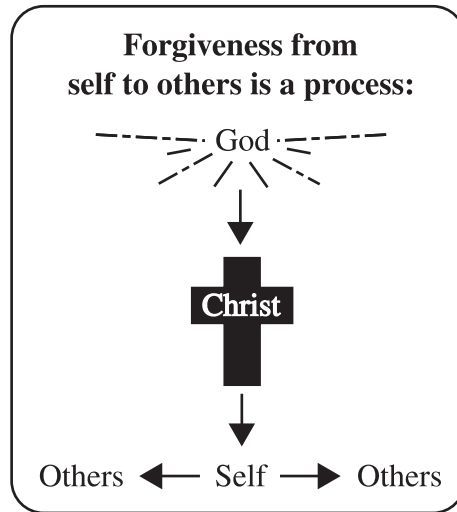 Forgiveness from
self to others is a process:
God
Christ
Others Self Others